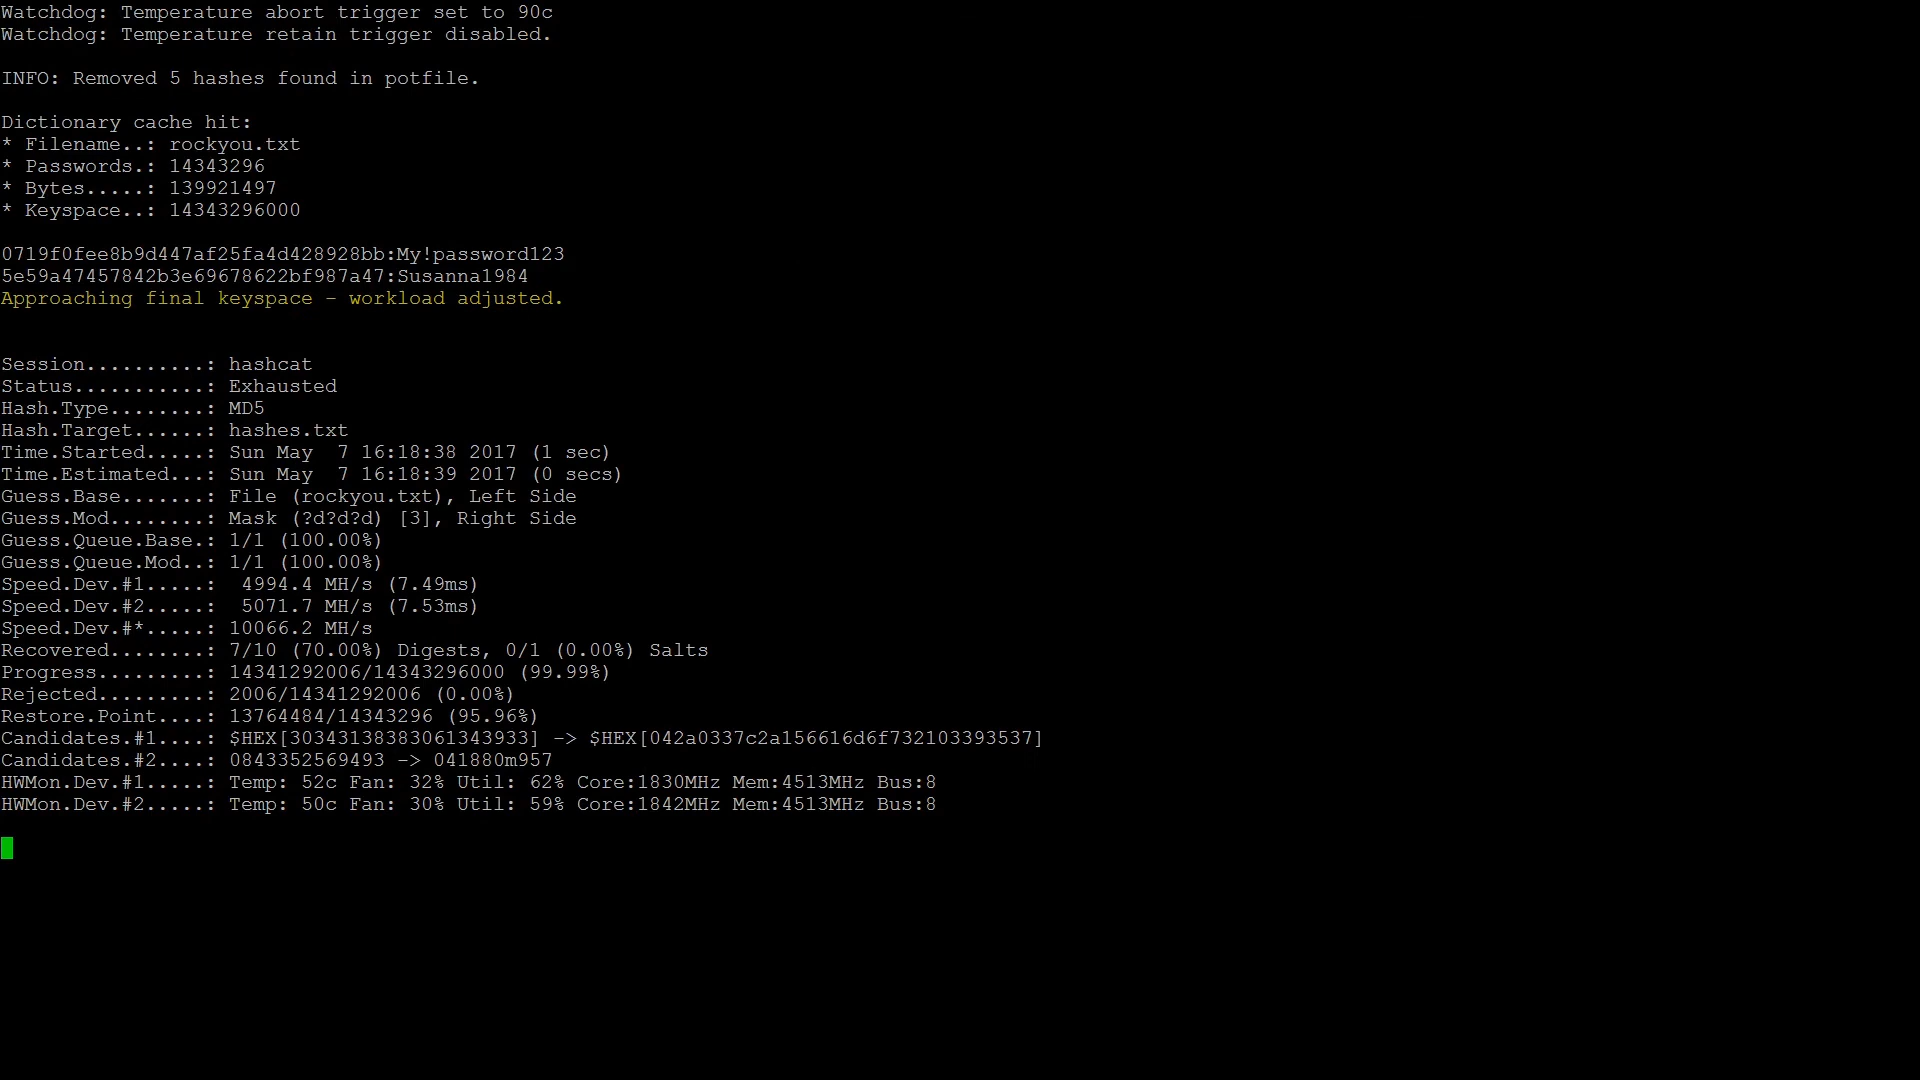 Watchdog: Temperature abort trigger set to 90c
Watchdog: Temperature retain trigger disabled.
INFO: Removed 5 hashes found in potfile.
Dictionary cache hit:
* Filename..: rockyou.txt
* Passwords.: 14343296
* Bytes.....: 139921497
* Keyspace..: 14343296000
0719f0fee8b9d447af25fa4d428928bb:My!password123
5e59a47457842b3e69678622bf987a47:Susanna1984
Approaching final keyspace - workload adjusted.
Session..........: hashcat
Status...........: Exhausted
Hash.Type........: MD5
Hash.Target......: hashes.txt
Time.Started.....: Sun May  7 16:18:38 2017 (1 sec)
Time.Estimated...: Sun May  7 16:18:39 2017 (0 secs)
Guess.Base.......: File (rockyou.txt), Left Side
Guess.Mod........: Mask (?d?d?d) [3], Right Side
Guess.Queue.Base.: 1/1 (100.00%)
Guess.Queue.Mod..: 1/1 (100.00%)
Speed.Dev.#1.....:  4994.4 MH/s (7.49ms)
Speed.Dev.#2.....:  5071.7 MH/s (7.53ms)
Speed.Dev.#*.....: 10066.2 MH/s
Recovered........: 7/10 (70.00%) Digests, 0/1 (0.00%) Salts
Progress.........: 14341292006/14343296000 (99.99%)
Rejected.........: 2006/14341292006 (0.00%)
Restore.Point....: 13764484/14343296 (95.96%)
Candidates.#1....: $HEX[30343138383061343933] -> $HEX[042a0337c2a156616d6f732103393537]
Candidates.#2....: 0843352569493 -> 041880m957
HWMon.Dev.#1.....: Temp: 52c Fan: 32% Util: 62% Core:1830MHz Mem:4513MHz Bus:8
HWMon.Dev.#2.....: Temp: 50c Fan: 30% Util: 59% Core:1842MHz Mem:4513MHz Bus:8